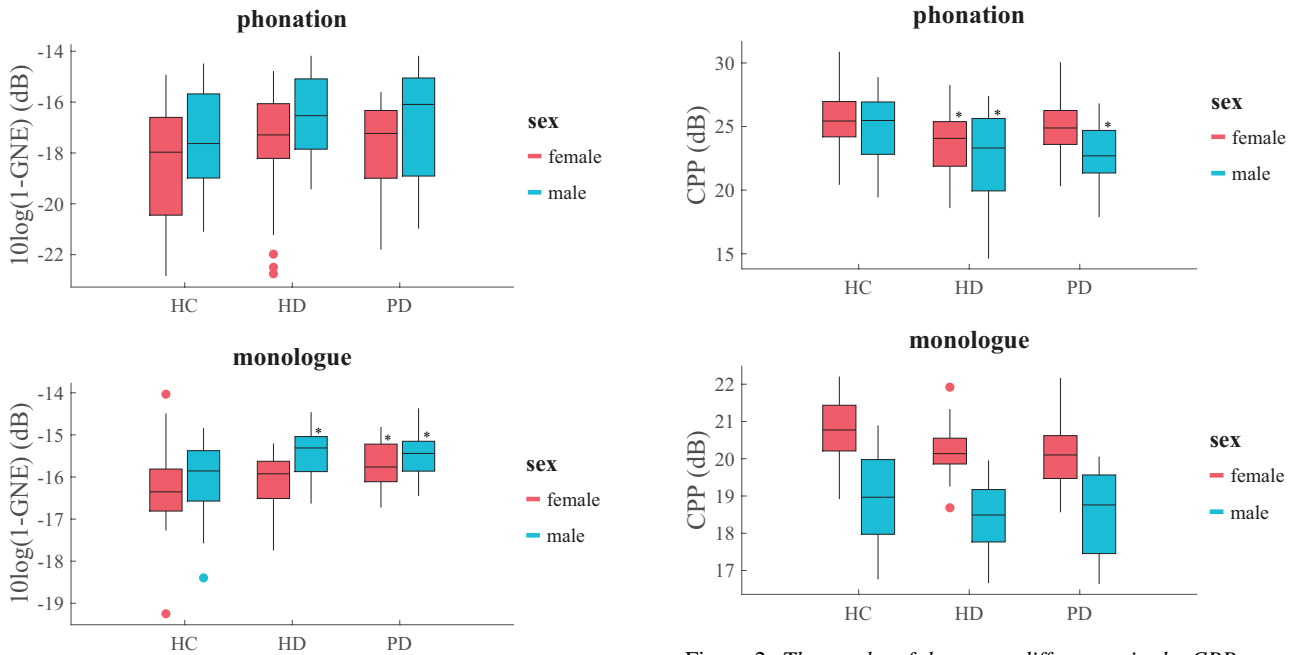 phonation
10log(1-GNE) (dB)
-14
-16
-18
-20
-22
HC HD PD
sex
female
male
monologue
10log(1-GNE) (dB)
-14
-15
-16
-17
-18
-19
* * *
HC HD PD
sex
female
male
phonation
CPP (dB)
30
25
20
15
* * *
HC HD PD
sex
female
male
monologue
CPP (dB)
22
21
20
19
18
17
HC HD PD
sex
female
male